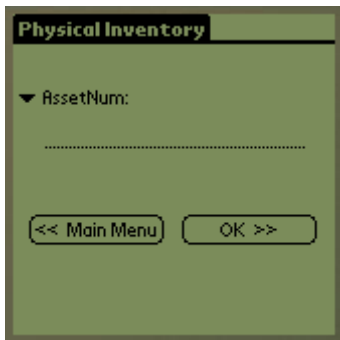 Physical Inventory
AssetNum:
<< Main Menu
OK >>